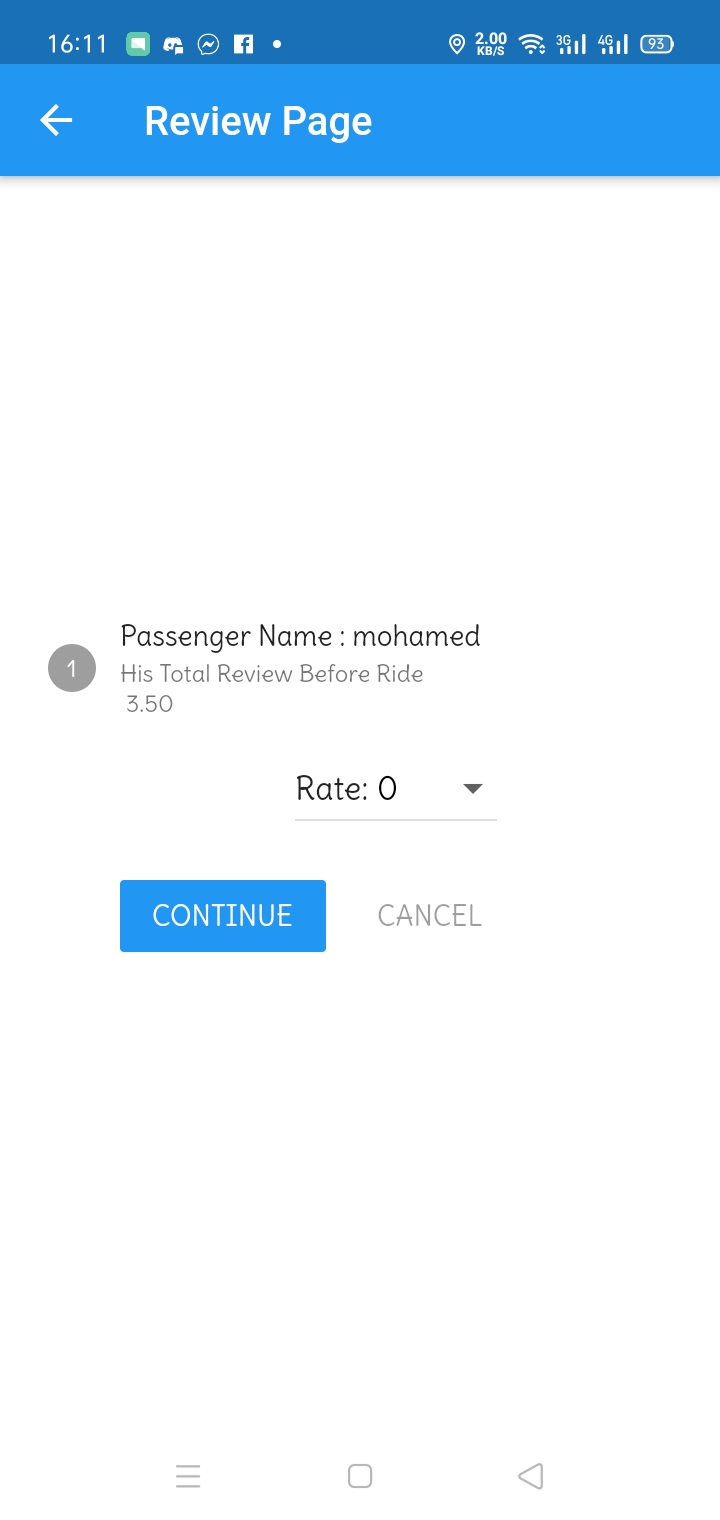 16:11 2.00 KB/S 3G 4G 93
Review Page
1
Passenger Name : mohamed
His Total Review Before Ride
3.50
Rate: 0
CONTINUE CANCEL